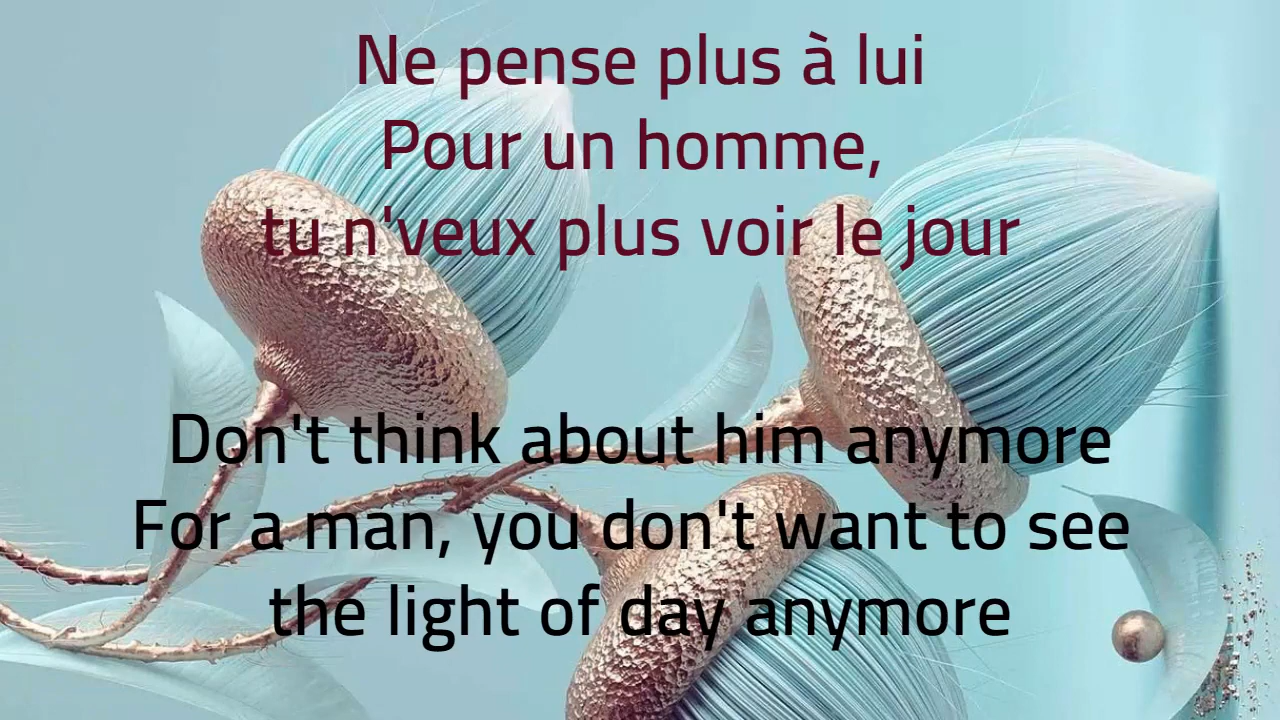 Ne pense plus à lui
Pour un homme,
tu n'veux plus voir le jour
Don't think about him anymore
For a man, you don't want to see
the light of day anymore